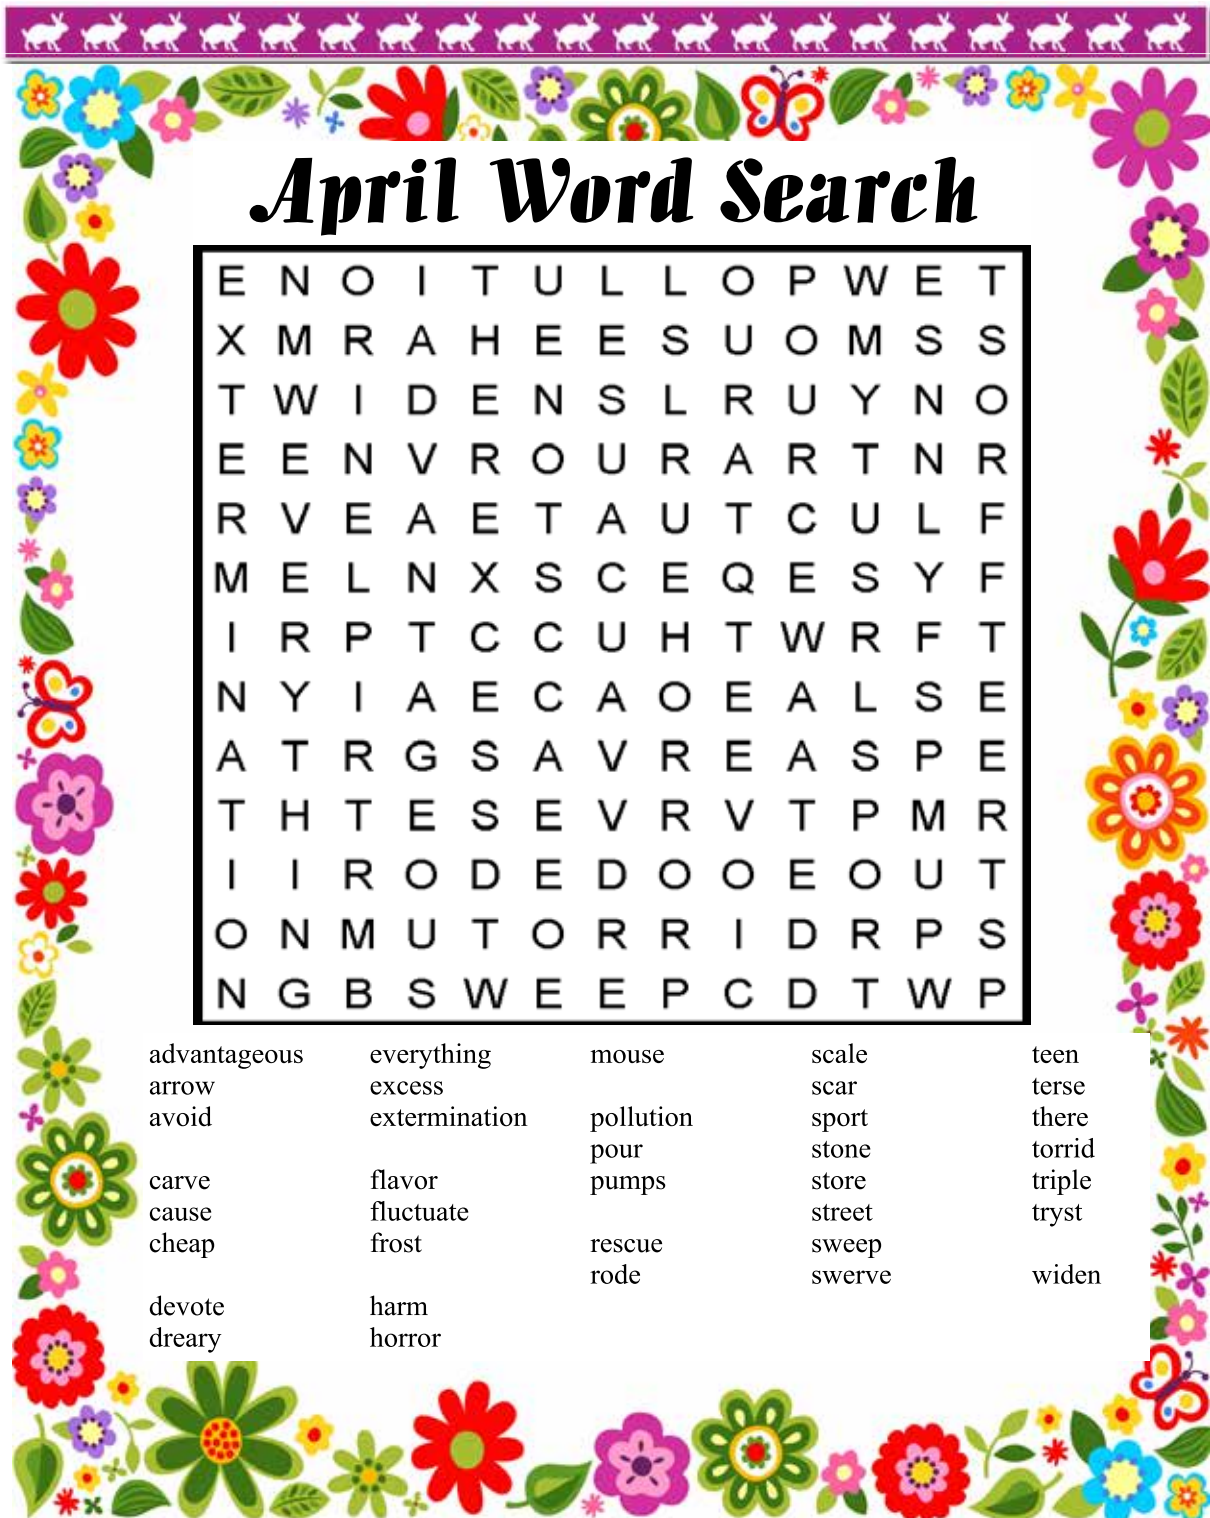 April Word Search
E N O I T U L L O P W E T
X M R A H E E S U O M S S
T W I D E N S L R U Y N O
E E N V R O U R A R T N R
R V E A E T A U T C U L F
M E L N X S C E Q E S Y F
I R P T C C U H T W R F T
N Y I A E C A O E A L S E
A T R G S A V R E A S P E
T H T E S E V R V T P M R
I I R O D E D O O E O U T
O N M U T O R R I D R P S
N G B S W E E P C D T W P
advantageous everything mouse scale teen
arrow excess scar terse
avoid extermination pollution sport there
pour stone torrid
carve flavor pumps store triple
cause fluctuate street tryst
cheap frost rescue sweep
rode swerve widen
devote harm
dreary horror